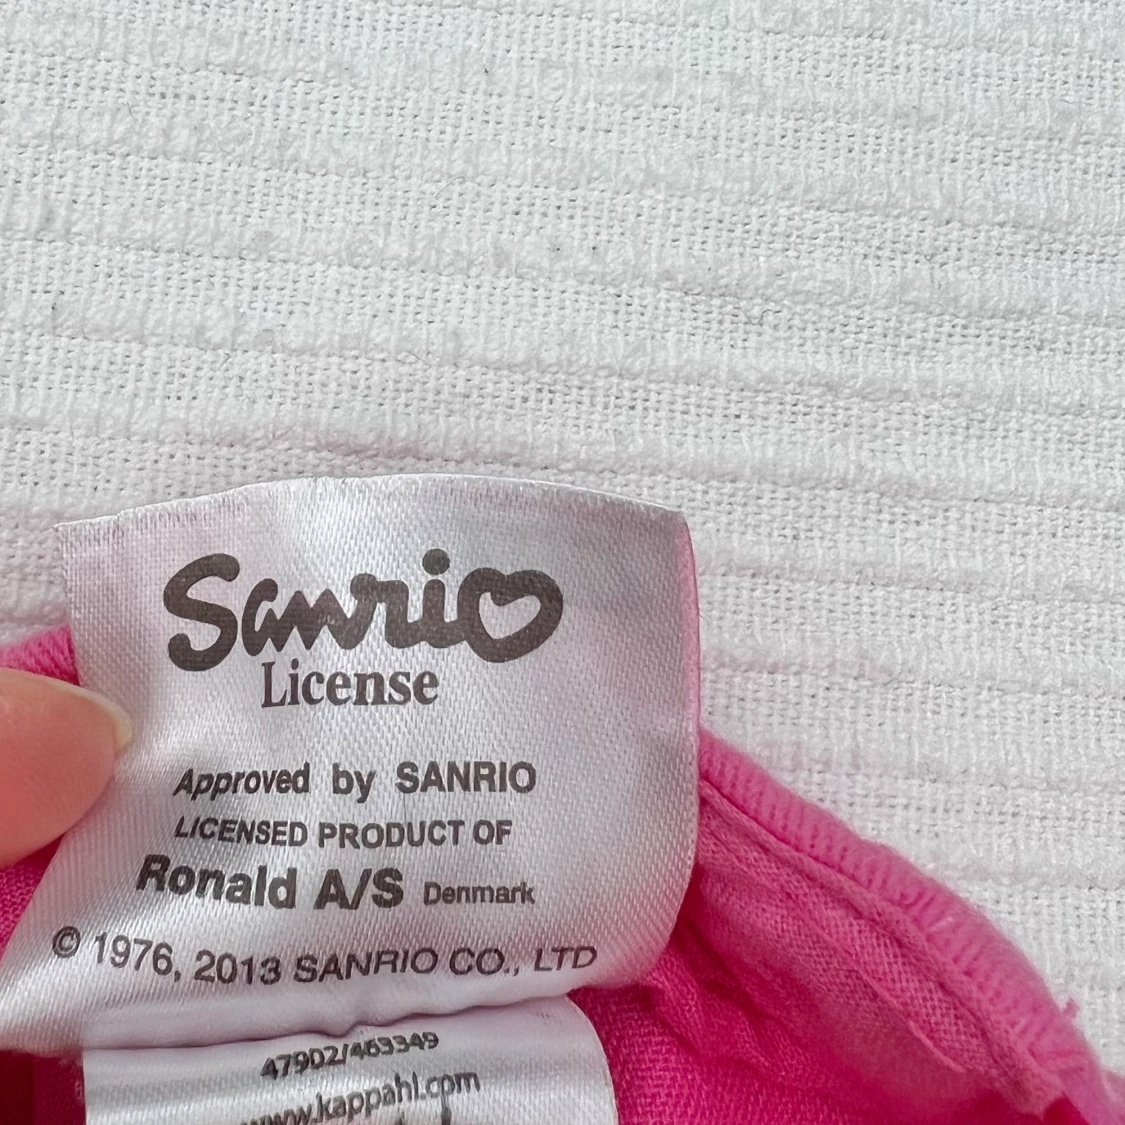 Sanrio
License
Approved by SANRIO
LICENSED PRODUCT OF
Ronald A/S Denmark
© 1976, 2013 SANRIO CO., LTD
47902/463349
www.kappahl.com